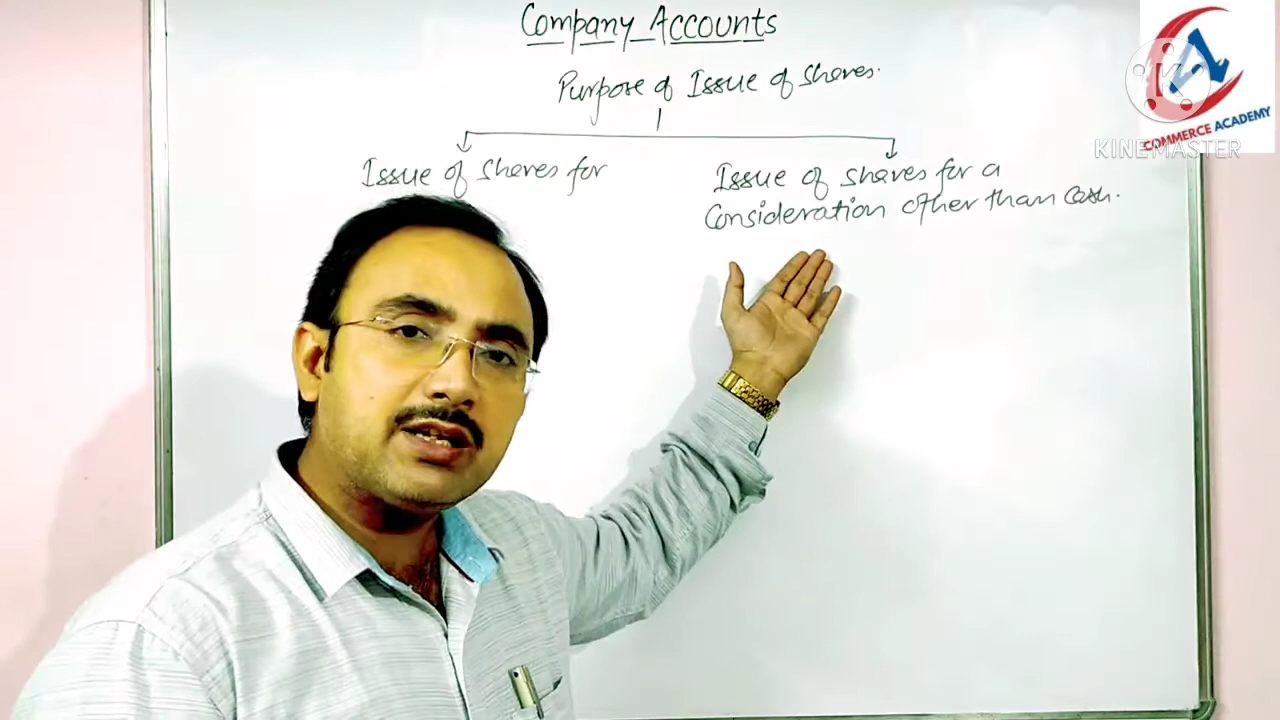 Company Accounts
Purpose of Issue of Shares.
Issue of Shares for
Issue of Shares for a
Consideration other than Cash.
COMMERCE ACADEMY
KINEMASTER